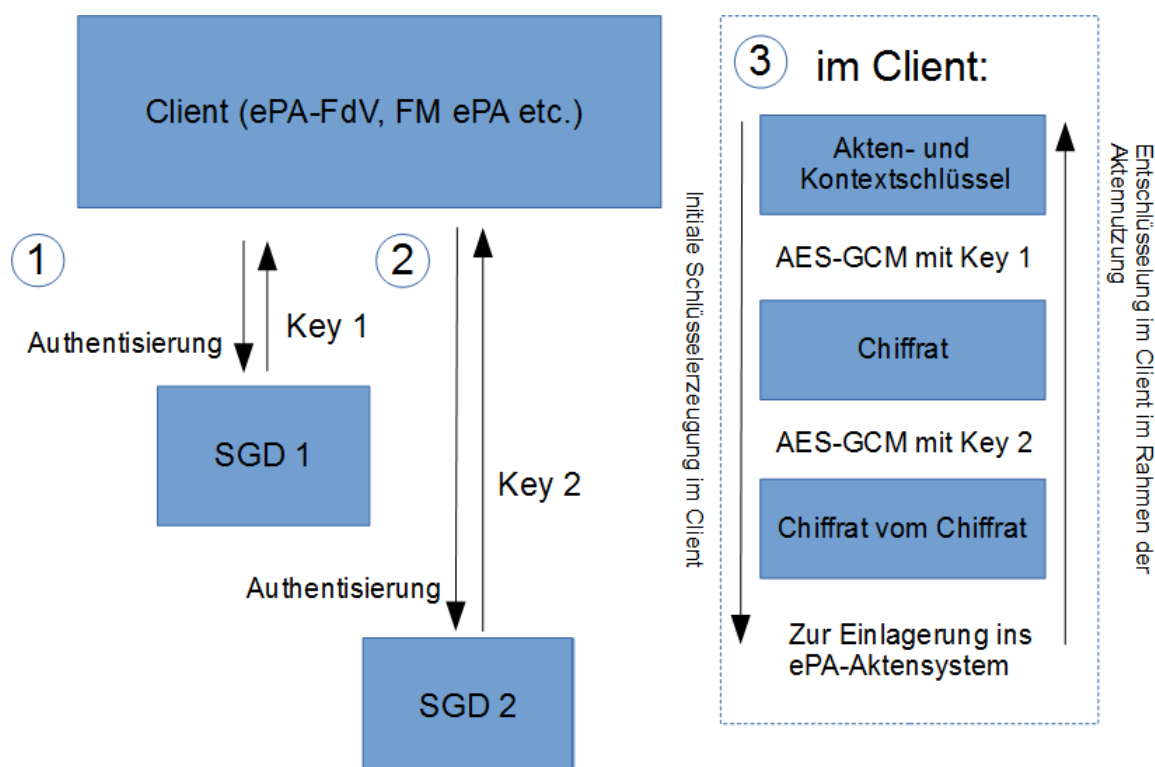 Client (ePA-FdV, FM ePA etc.)
1
Authentisierung
Key 1
SGD 1
2
Authentisierung
Key 2
SGD 2
3
im Client:
Initiale Schlüsselerzeugung im Client
Akten- und
Kontextschlüssel
AES-GCM mit Key 1
Chiffrat
AES-GCM mit Key 2
Chiffrat vom Chiffrat
Zur Einlagerung ins
ePA-Aktensystem
Entschlüsselung im Client im Rahmen der
Aktennutzung